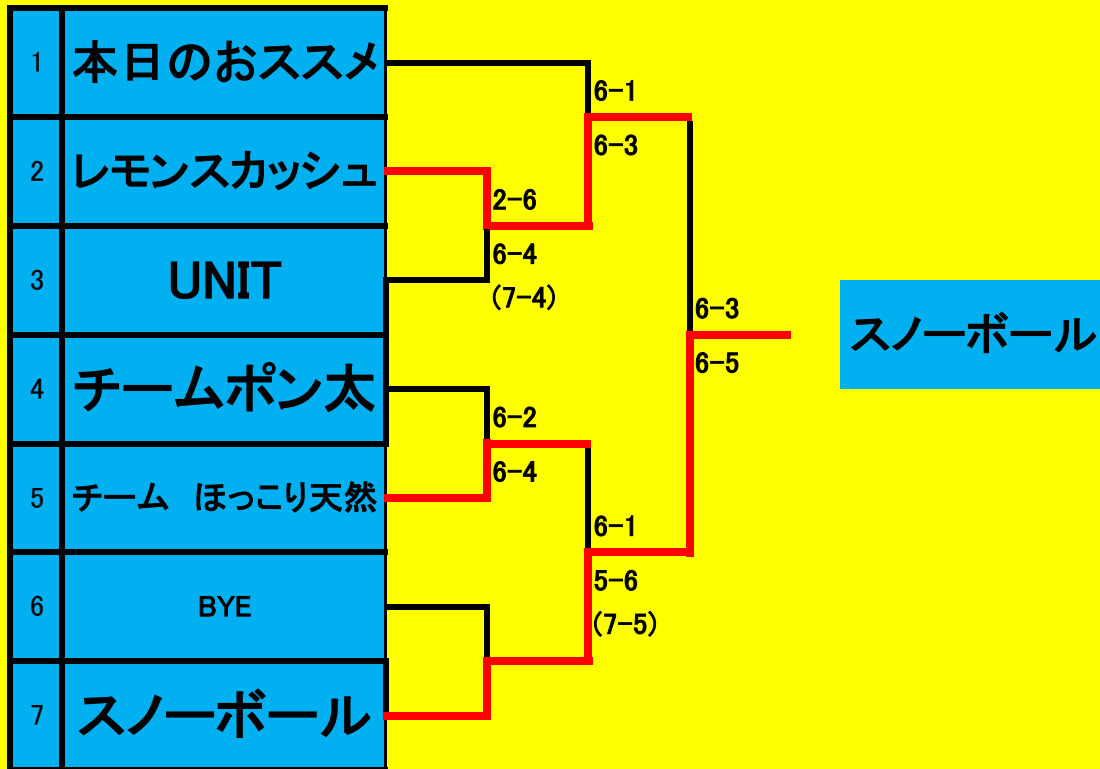 1 本日のおススメ
2 レモンスカッシュ
3 UNIT
4 チームポン太
5 チーム　ほっこり天然
6 BYE
7 スノーボール
2-6
6-4
(7-4)
6-2
6-4
6-1
6-3
6-1
5-6
(7-5)
6-3
6-5
スノーボール